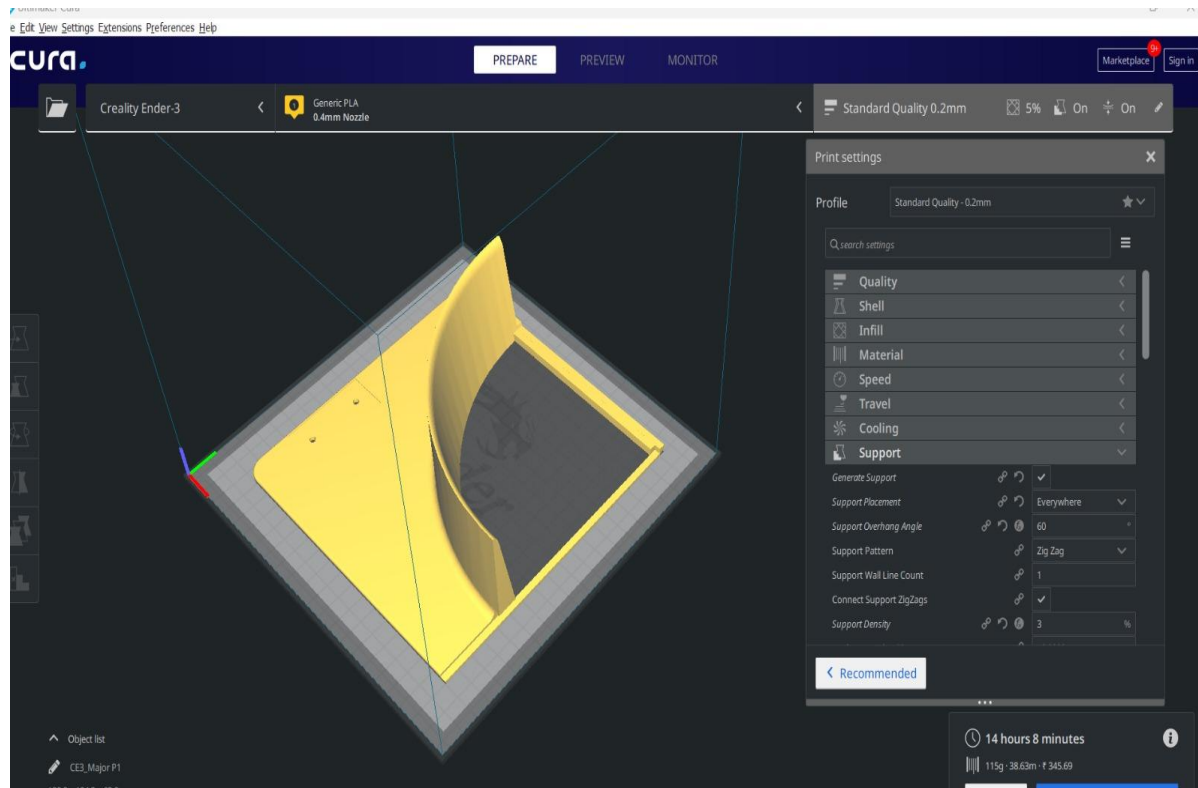 Ultimaker Cura
e Edit View Settings Extensions Preferences Help
cura.
PREPARE PREVIEW MONITOR
9+
Marketplace Sign in
Creality Ender-3
1
Generic PLA
0.4mm Nozzle
Standard Quality 0.2mm 5% On On
Print settings
Profile Standard Quality - 0.2mm
search settings
Quality
Shell
Infill
Material
Speed
Travel
Cooling
Support
Generate Support
Support Placement Everywhere
Support Overhang Angle 60 °
Support Pattern Zig Zag
Support Wall Line Count 1
Connect Support ZigZags
Support Density 3 %
Recommended
Object list
CE3_Major P1
14 hours 8 minutes
115g · 38.63m · ₹ 345.69